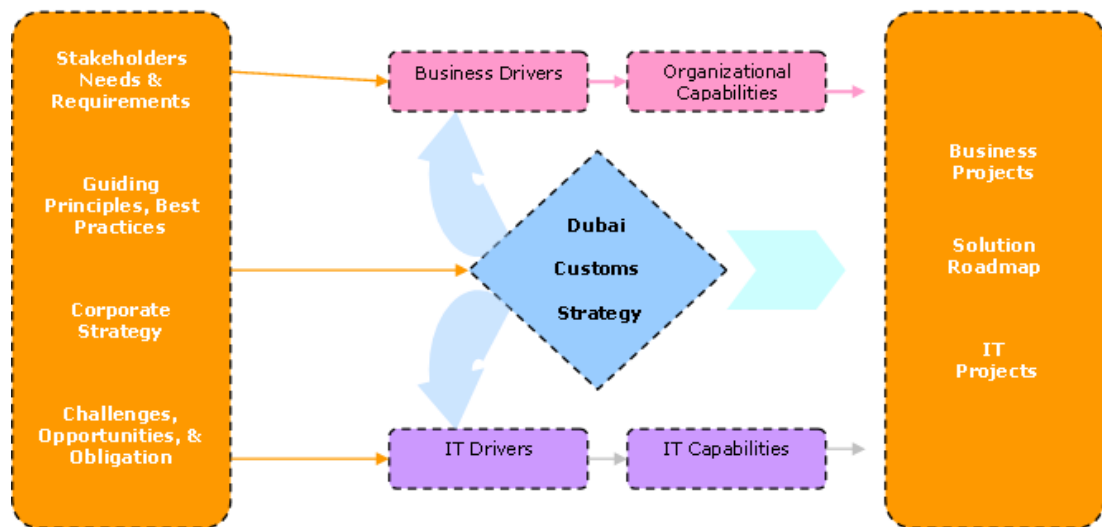 Stakeholders
Needs &
Requirements
Guiding
Principles, Best
Practices
Corporate
Strategy
Challenges,
Opportunities, &
Obligation
Business Drivers
Organizational
Capabilities
Dubai
Customs
Strategy
IT Drivers
IT Capabilities
Business
Projects
Solution
Roadmap
IT
Projects